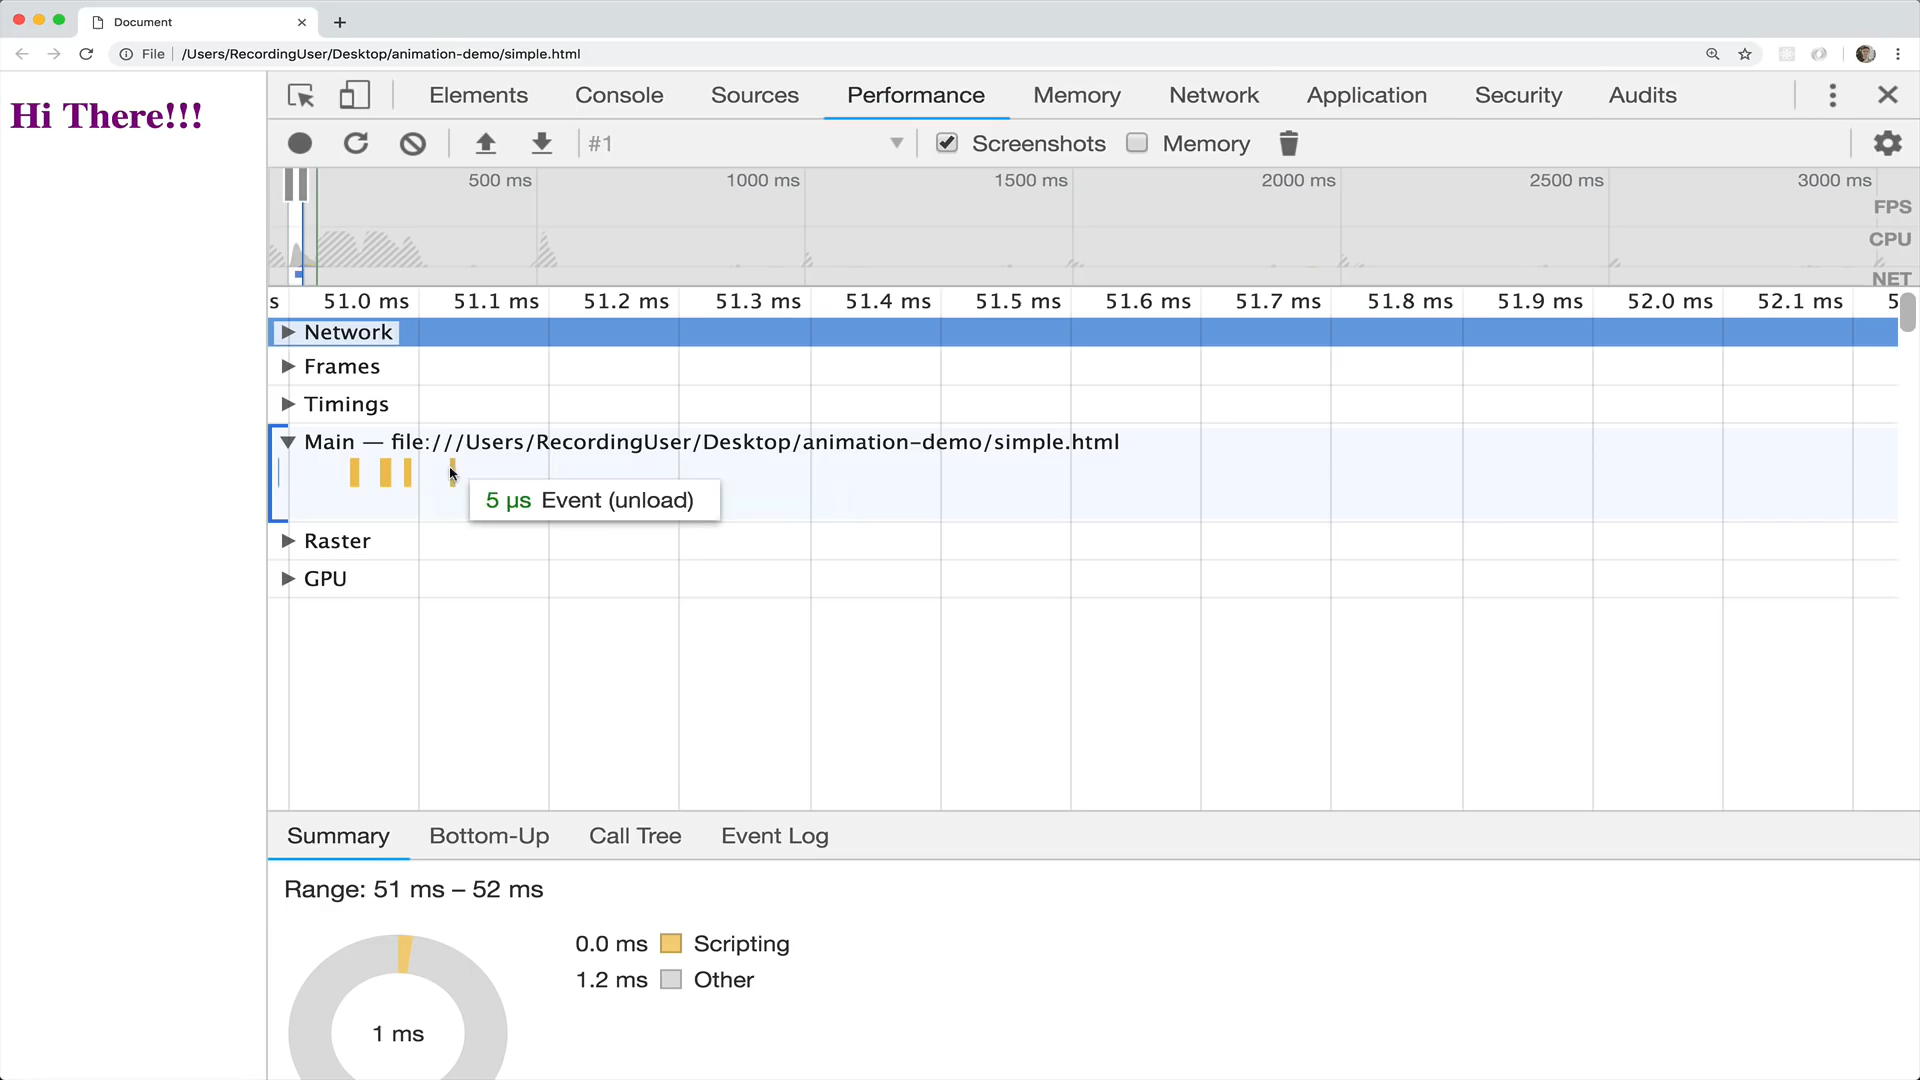 Document
File /Users/RecordingUser/Desktop/animation-demo/simple.html
Hi There!!!
Elements Console Sources Performance Memory Network Application Security Audits
#1 Screenshots Memory
500 ms 1000 ms 1500 ms 2000 ms 2500 ms 3000 ms
FPS
CPU
NET
s 51.0 ms 51.1 ms 51.2 ms 51.3 ms 51.4 ms 51.5 ms 51.6 ms 51.7 ms 51.8 ms 51.9 ms 52.0 ms 52.1 ms 5
Network
Frames
Timings
Main — file:///Users/RecordingUser/Desktop/animation-demo/simple.html
5 µs Event (unload)
Raster
GPU
Summary Bottom-Up Call Tree Event Log
Range: 51 ms – 52 ms
0.0 ms Scripting
1.2 ms Other
1 ms